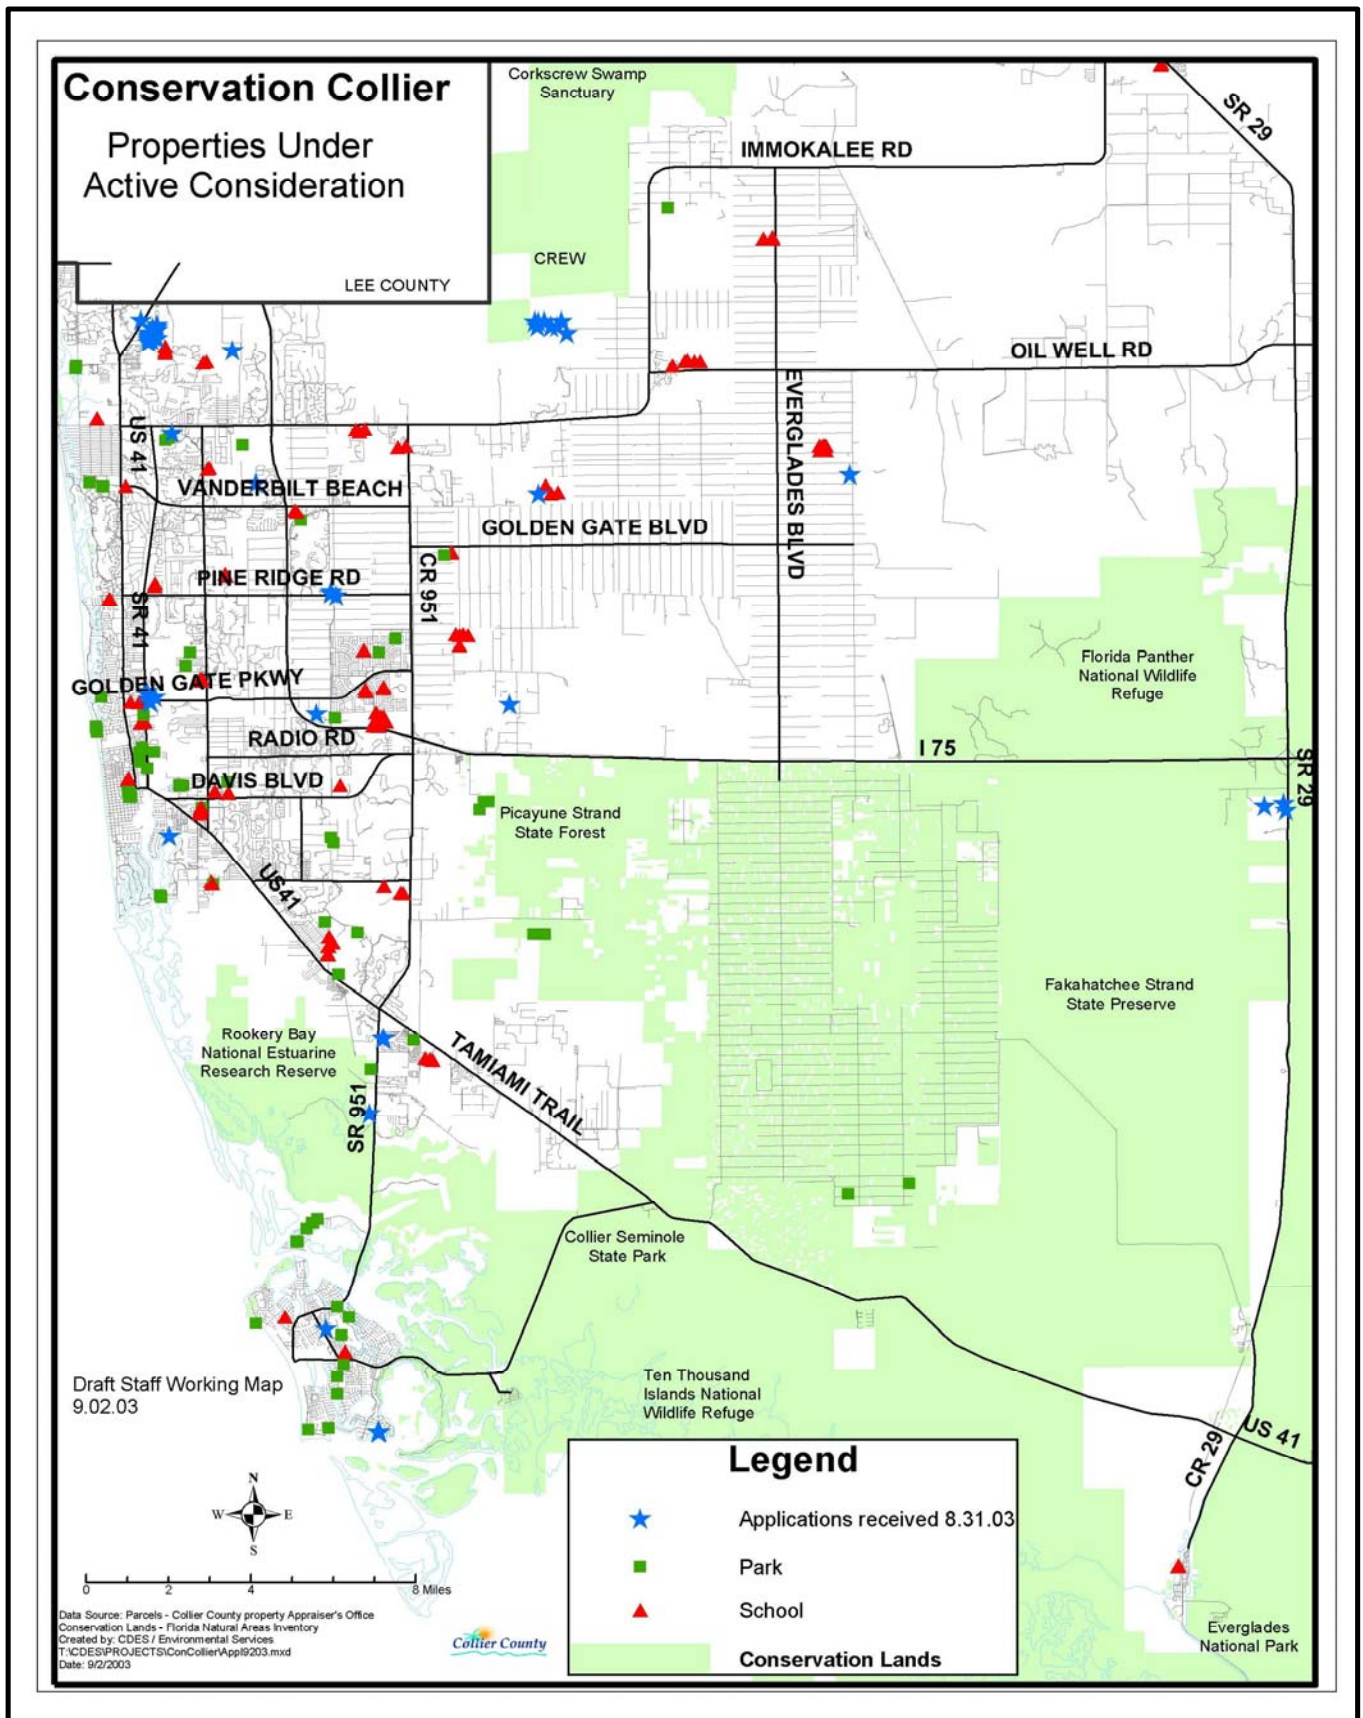 Conservation Collier
Properties Under
Active Consideration
LEE COUNTY
Corkscrew Swamp
Sanctuary
CREW
IMMOKALEE RD
SR 29
OIL WELL RD
EVERGLADES BLVD
US 41
VANDERBILT BEACH
GOLDEN GATE BLVD
CR 951
PINE RIDGE RD
SR 41
GOLDEN GATE PKWY
RADIO RD
DAVIS BLVD
I 75
SR 29
Florida Panther
National Wildlife
Refuge
Picayune Strand
State Forest
US41
Fakahatchee Strand
State Preserve
Rookery Bay
National Estuarine
Research Reserve
TAMIAMI TRAIL
SR 951
Collier Seminole
State Park
Ten Thousand
Islands National
Wildlife Refuge
US 41
CR 29
Everglades
National Park
Draft Staff Working Map
9.02.03
N
W
E
S
0
2
4
8 Miles
Data Source: Parcels - Collier County property Appraiser's Office
Conservation Lands - Florida Natural Areas Inventory
Created by: CDES / Environmental Services
T:\CDES\PROJECTS\ConCollier\Appl9203.mxd
Date: 9/2/2003
Collier County
Legend
Applications received 8.31.03
Park
School
Conservation Lands